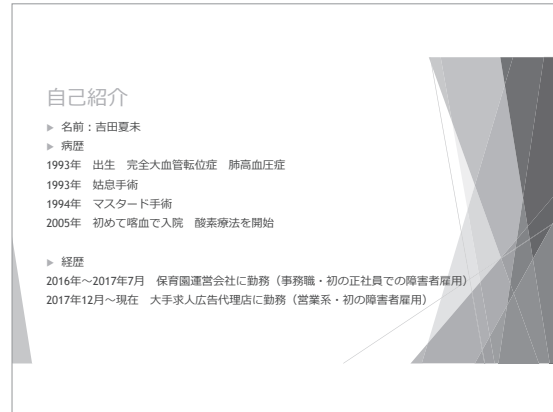 自己紹介
▶ 名前：吉田夏未
▶ 病歴
1993年　出生　完全大血管転位症　肺高血圧症
1993年　姑息手術
1994年　マスタード手術
2005年　初めて喀血で入院　酸素療法を開始
▶ 経歴
2016年～2017年7月　保育園運営会社に勤務（事務職・初の正社員での障害者雇用）
2017年12月～現在　大手求人広告代理店に勤務（営業系・初の障害者雇用）